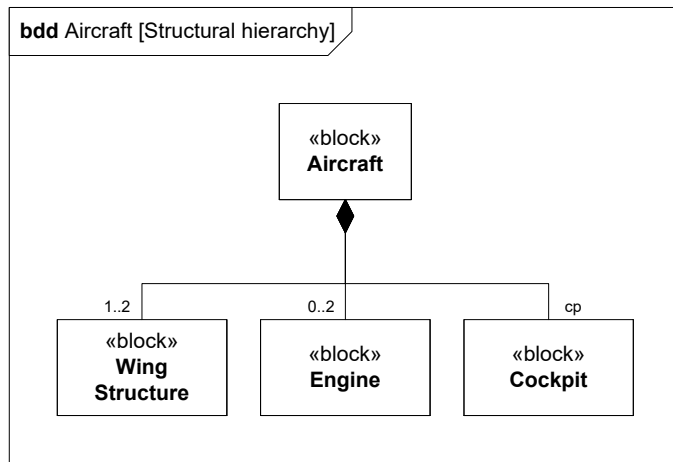 bdd Aircraft [Structural hierarchy]
«block»
Aircraft
1..2
0..2
cp
«block»
Wing
Structure
«block»
Engine
«block»
Cockpit